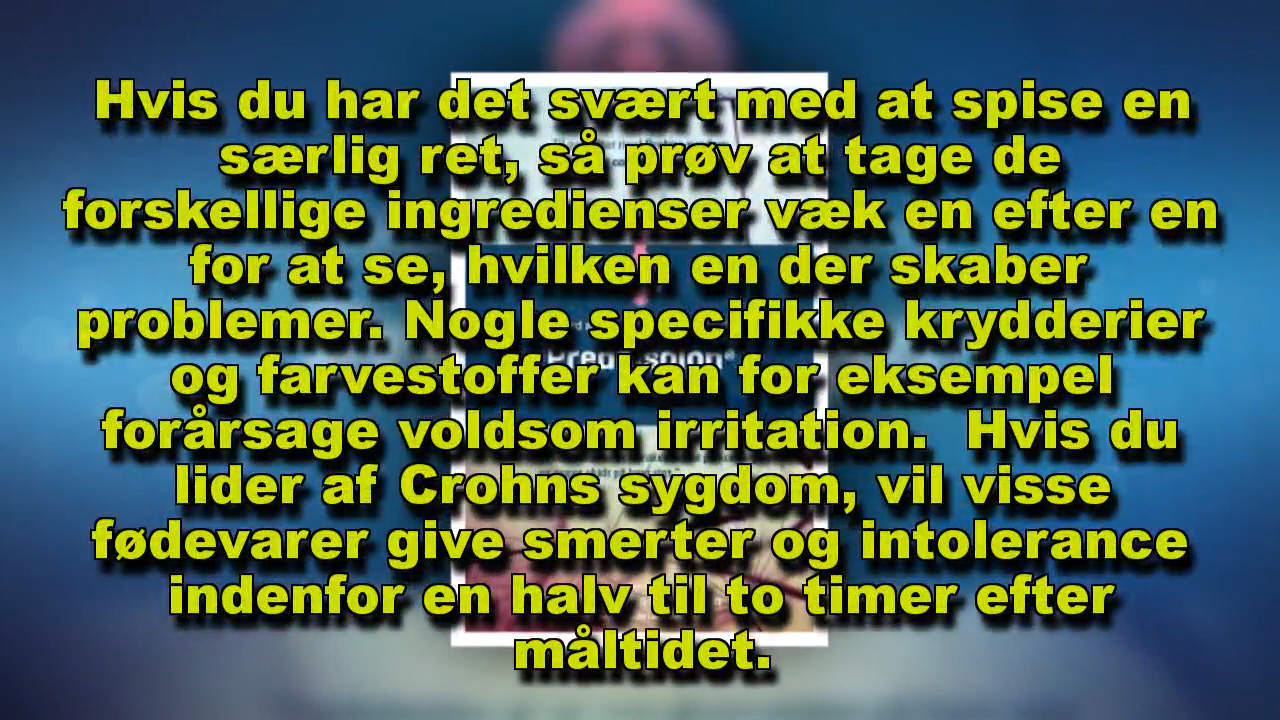 Hvis du har det svært med at spise en
særlig ret, så prøv at tage de
forskellige ingredienser væk en efter en
for at se, hvilken en der skaber
problemer. Nogle specifikke krydderier
og farvestoffer kan for eksempel
forårsage voldsom irritation.  Hvis du
lider af Crohns sygdom, vil visse
fødevarer give smerter og intolerance
indenfor en halv til to timer efter
måltidet.